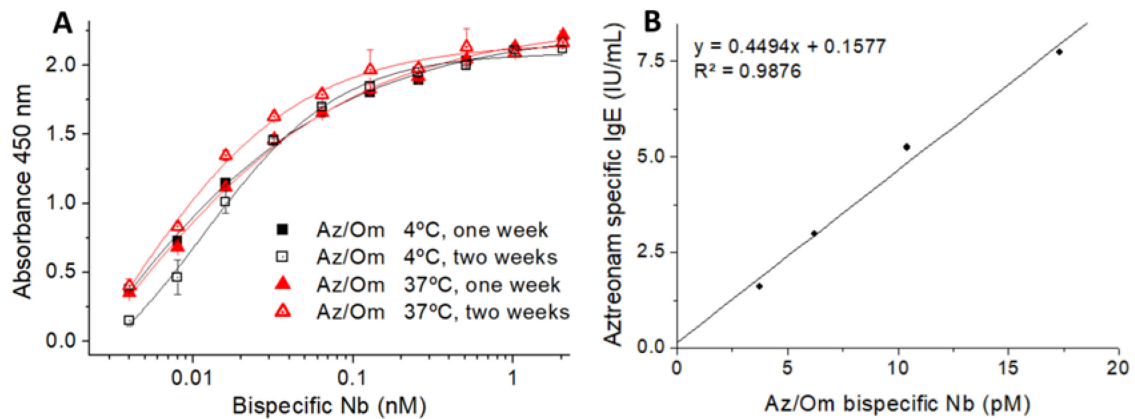 A
Absorbance 450 nm
2.0
1.5
1.0
0.5
0.0
Az/Om 4ºC, one week
Az/Om 4ºC, two weeks
Az/Om 37ºC, one week
Az/Om 37ºC, two weeks
0.01 0.1 1
Bispecific Nb (nM)
B
Aztreonam specific IgE (IU/mL)
y = 0.4494x + 0.1577
R² = 0.9876
7.5
5.0
2.5
0.0
0 5 10 15 20
Az/Om bispecific Nb (pM)